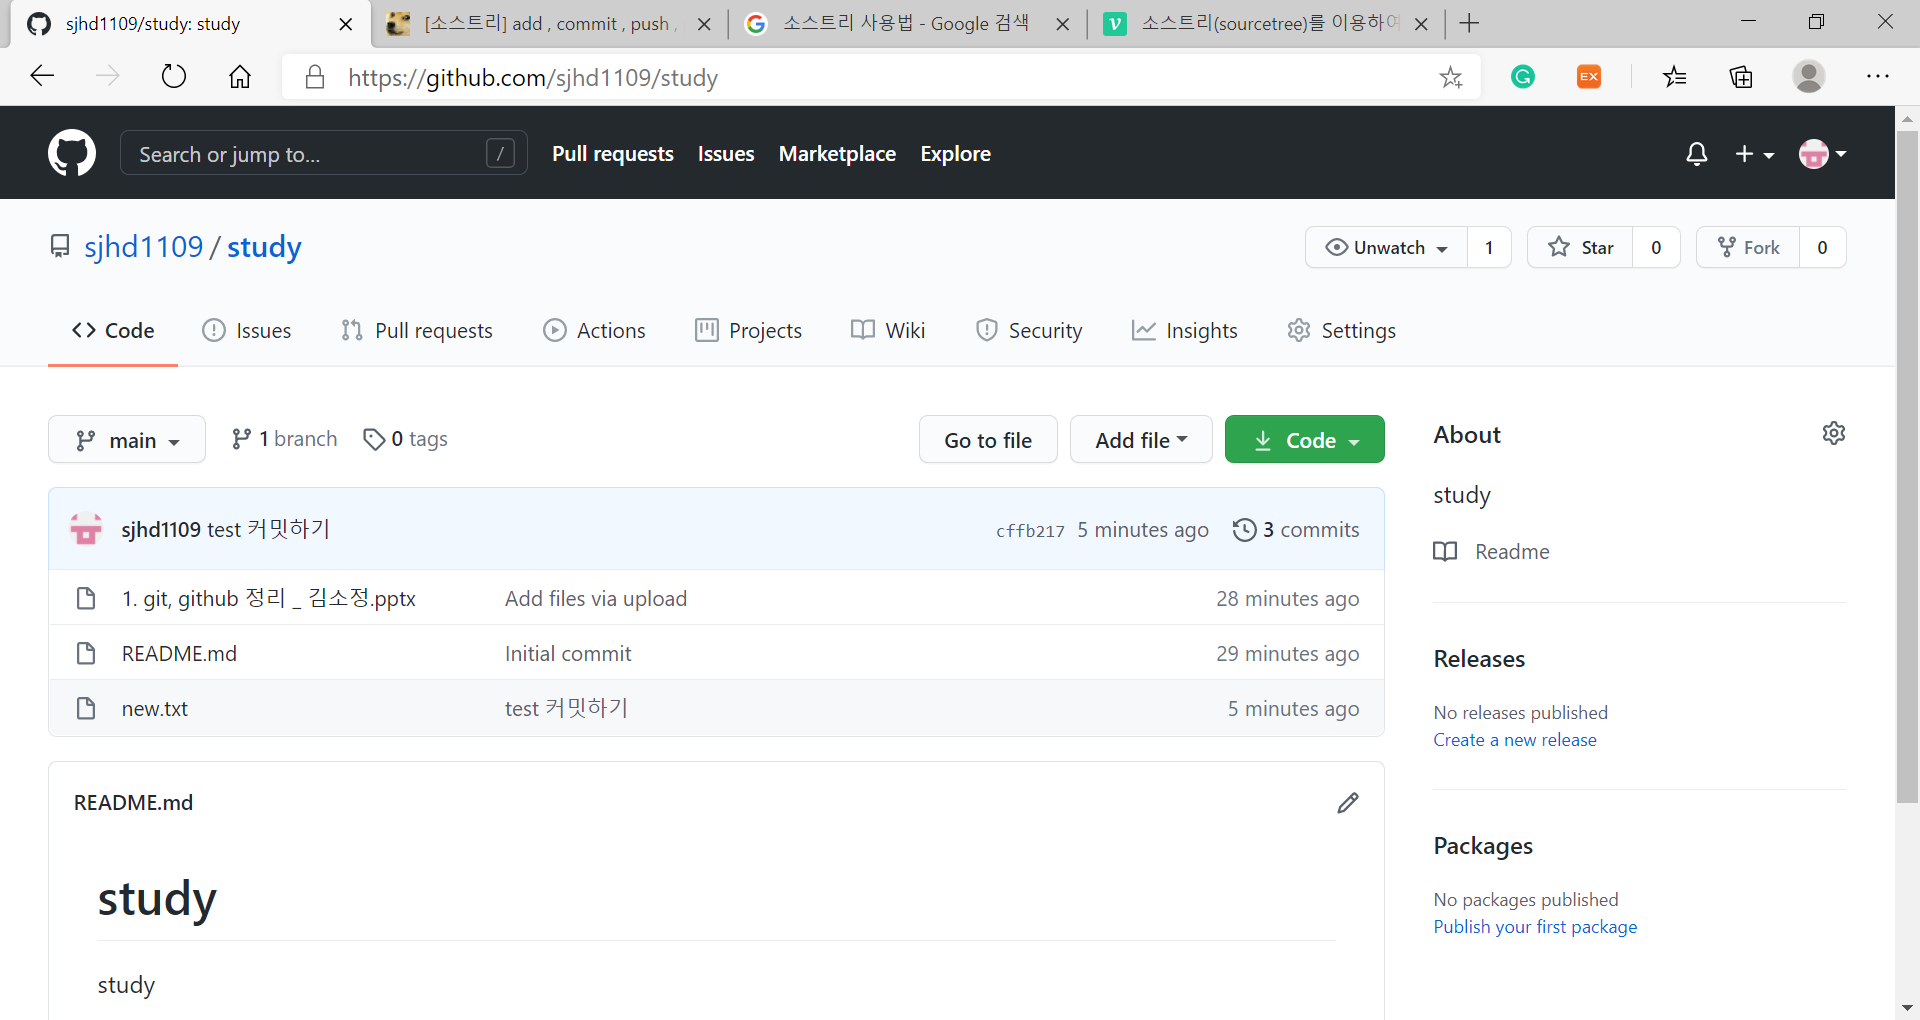 sjhd1109/study: study
[소스트리] add , commit , push ,
소스트리 사용법 - Google 검색
소스트리(sourcetree)를 이용하여
https://github.com/sjhd1109/study
EX
Search or jump to...
/
Pull requests
Issues
Marketplace
Explore
sjhd1109 / study
Unwatch
1
Star
0
Fork
0
Code
Issues
Pull requests
Actions
Projects
Wiki
Security
Insights
Settings
main
1 branch
0 tags
Go to file
Add file
Code
sjhd1109 test 커밋하기
cffb217 5 minutes ago
3 commits
1. git, github 정리 _ 김소정.pptx
Add files via upload
28 minutes ago
README.md
Initial commit
29 minutes ago
new.txt
test 커밋하기
5 minutes ago
README.md
study
study
About
study
Readme
Releases
No releases published
Create a new release
Packages
No packages published
Publish your first package